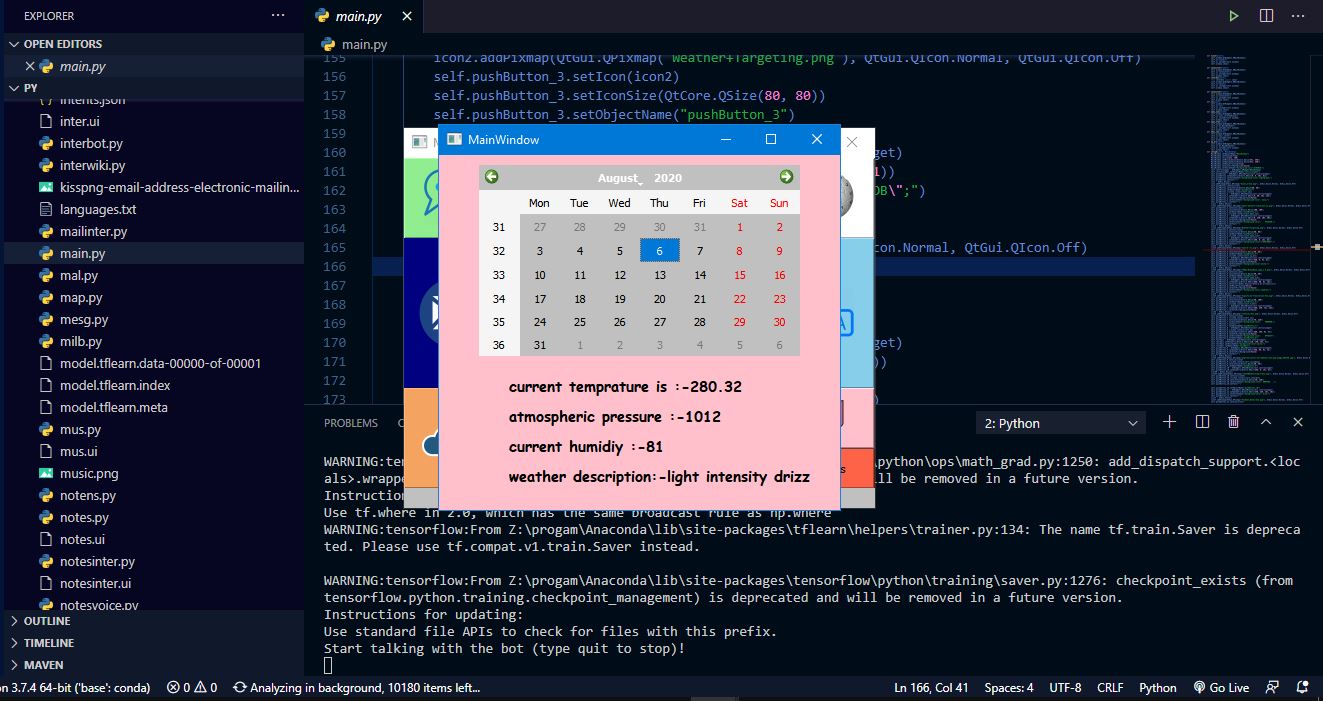 EXPLORER ···
OPEN EDITORS
main.py
PY
intents.json
inter.ui
interbot.py
interwiki.py
kisspng-email-address-electronic-mailin...
languages.txt
mailinter.py
main.py
mal.py
map.py
mesg.py
milb.py
model.tflearn.data-00000-of-00001
model.tflearn.index
model.tflearn.meta
mus.py
mus.ui
music.png
notens.py
notes.py
notes.ui
notesinter.py
notesinter.ui
notesvoice.py
OUTLINE
TIMELINE
MAVEN
main.py
main.py
155 icon2.addPixmap(QtGui.QPixmap("Weather+Targeting.png"), QtGui.QIcon.Normal, QtGui.QIcon.Off)
156 self.pushButton_3.setIcon(icon2)
157 self.pushButton_3.setIconSize(QtCore.QSize(80, 80))
158 self.pushButton_3.setObjectName("pushButton_3")
159
160 get)
161 1))
162 DB\";")
163
164
165 con.Normal, QtGui.QIcon.Off)
166
167
168
169
170 get)
171 ))
172
173 )
MainWindow
August, 2020
Mon Tue Wed Thu Fri Sat Sun
31 27 28 29 30 31 1 2
32 3 4 5 6 7 8 9
33 10 11 12 13 14 15 16
34 17 18 19 20 21 22 23
35 24 25 26 27 28 29 30
36 31 1 2 3 4 5 6
current temprature is :-280.32
atmospheric pressure :-1012
current humidiy :-81
weather description:-light intensity drizz
PROBLEMS
2: Python
WARNING:ter \python\ops\math_grad.py:1250: add_dispatch_support.<loc
als>.wrappe ill be removed in a future version.
Instruction
Use tf.where in 2.0, which has the same broadcast rule as np.where
WARNING:tensorflow:From Z:\progam\Anaconda\lib\site-packages\tflearn\helpers\trainer.py:134: The name tf.train.Saver is depreca
ted. Please use tf.compat.v1.train.Saver instead.
WARNING:tensorflow:From Z:\progam\Anaconda\lib\site-packages\tensorflow\python\training\saver.py:1276: checkpoint_exists (from
tensorflow.python.training.checkpoint_management) is deprecated and will be removed in a future version.
Instructions for updating:
Use standard file APIs to check for files with this prefix.
Start talking with the bot (type quit to stop)!
on 3.7.4 64-bit ('base': conda) 0 0 Analyzing in background, 10180 items left... Ln 166, Col 41 Spaces: 4 UTF-8 CRLF Python Go Live